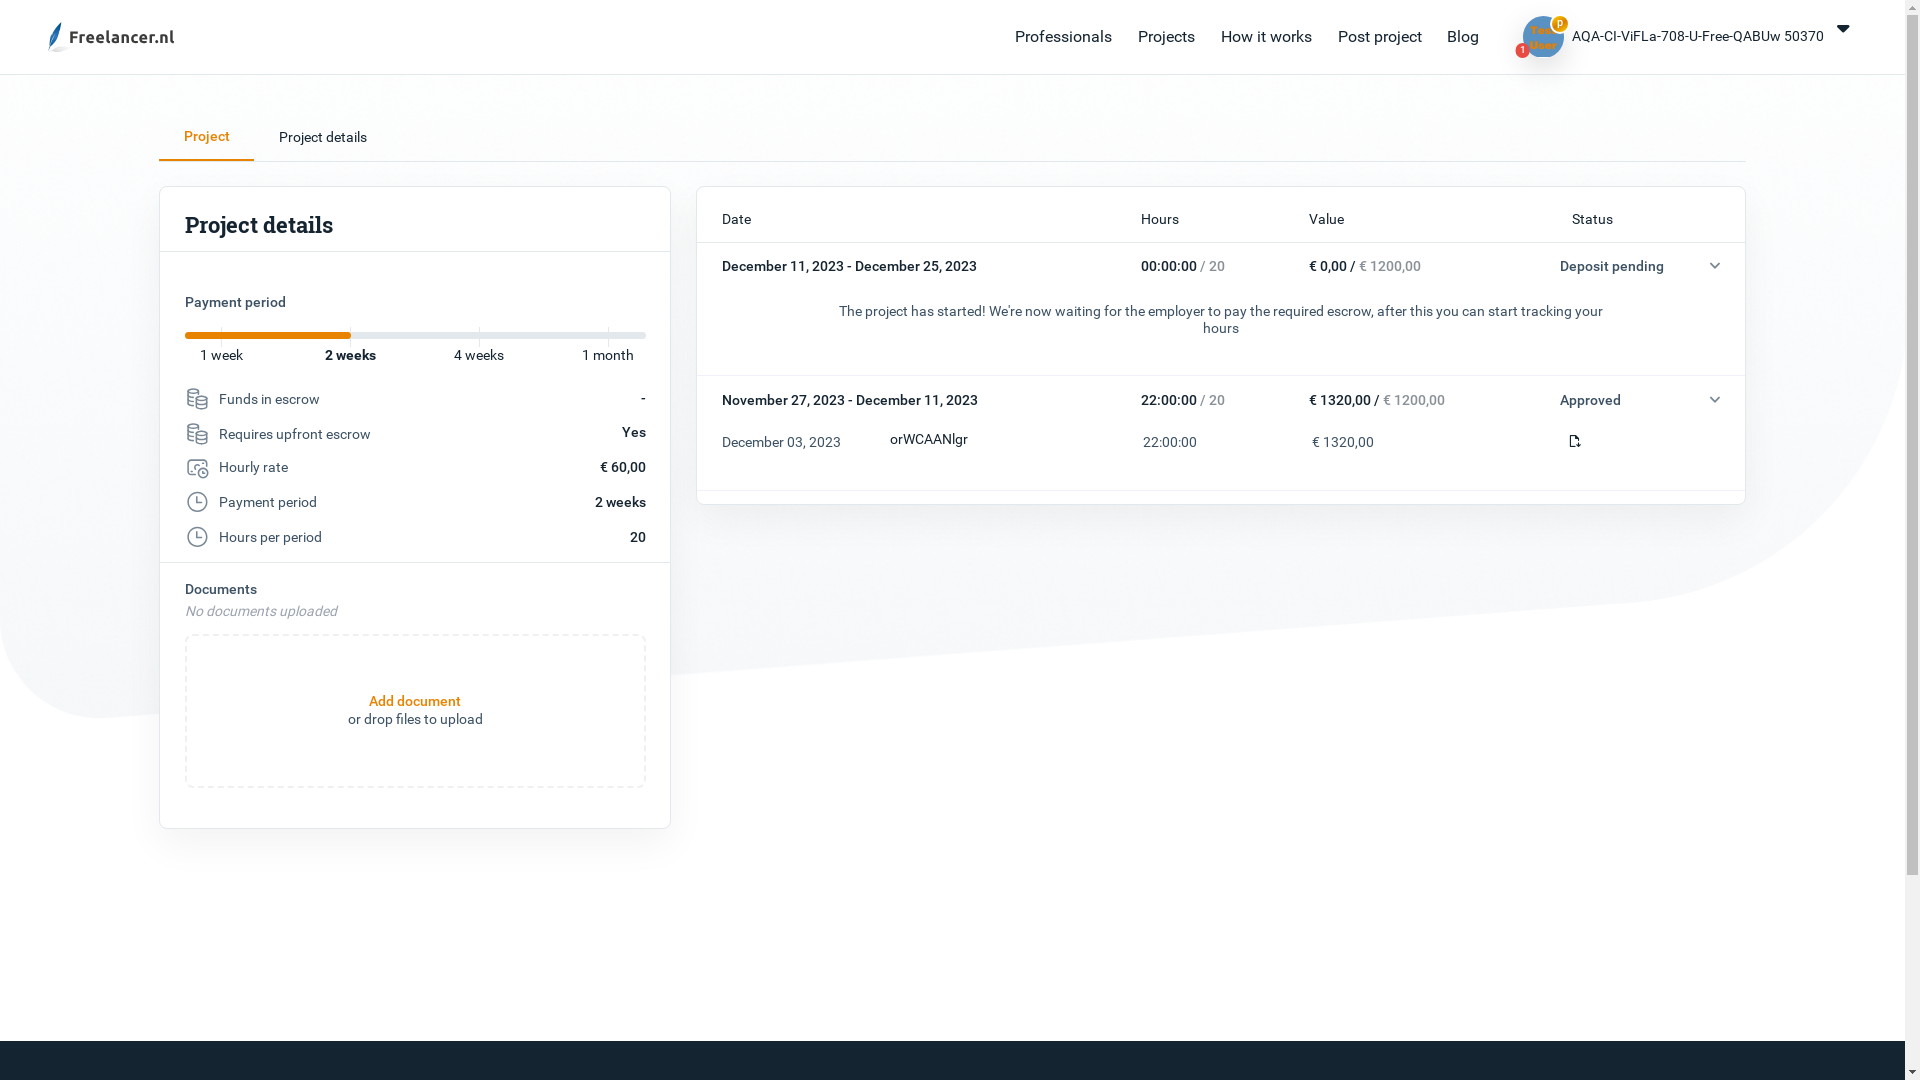 Freelancer.nl
Professionals
Projects
How it works
Post project
Blog
p
1
Test
User
AQA-CI-ViFLa-708-U-Free-QABUw 50370
Project
Project details
Project details
Payment period
1 week
2 weeks
4 weeks
1 month
Funds in escrow -
Requires upfront escrow Yes
Hourly rate € 60,00
Payment period 2 weeks
Hours per period 20
Documents
No documents uploaded
Add document
or drop files to upload
Date Hours Value Status
December 11, 2023 - December 25, 2023 00:00:00 / 20 € 0,00 / € 1200,00 Deposit pending
The project has started! We're now waiting for the employer to pay the required escrow, after this you can start tracking your
hours
November 27, 2023 - December 11, 2023 22:00:00 / 20 € 1320,00 / € 1200,00 Approved
December 03, 2023 orWCAANlgr 22:00:00 € 1320,00